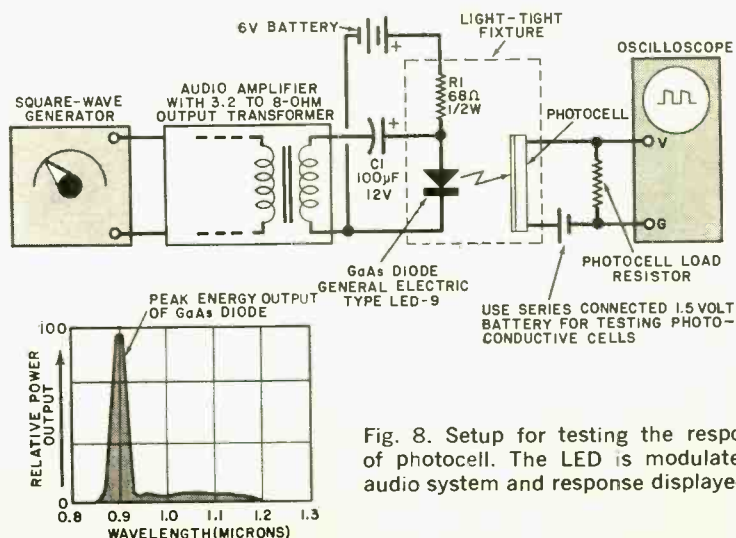 6V BATTERY
+
LIGHT-TIGHT
FIXTURE
OSCILLOSCOPE
SQUARE-WAVE
GENERATOR
AUDIO AMPLIFIER
WITH 3.2 TO 8-OHM
OUTPUT TRANSFORMER
R1
68Ω
1/2W
PHOTOCELL
+
C1
100µF
12V
V
G
GaAs DIODE
GENERAL ELECTRIC
TYPE LED-9
PHOTOCELL LOAD
RESISTOR
USE SERIES CONNECTED 1.5 VOLT
BATTERY FOR TESTING PHOTO-
CONDUCTIVE CELLS
PEAK ENERGY OUTPUT
OF GaAs DIODE
100
RELATIVE POWER
OUTPUT
0
0.8 0.9 1.0 1.1 1.2 1.3
WAVELENGTH (MICRONS)
Fig. 8. Setup for testing the respo
of photocell. The LED is modulate
audio system and response displaye